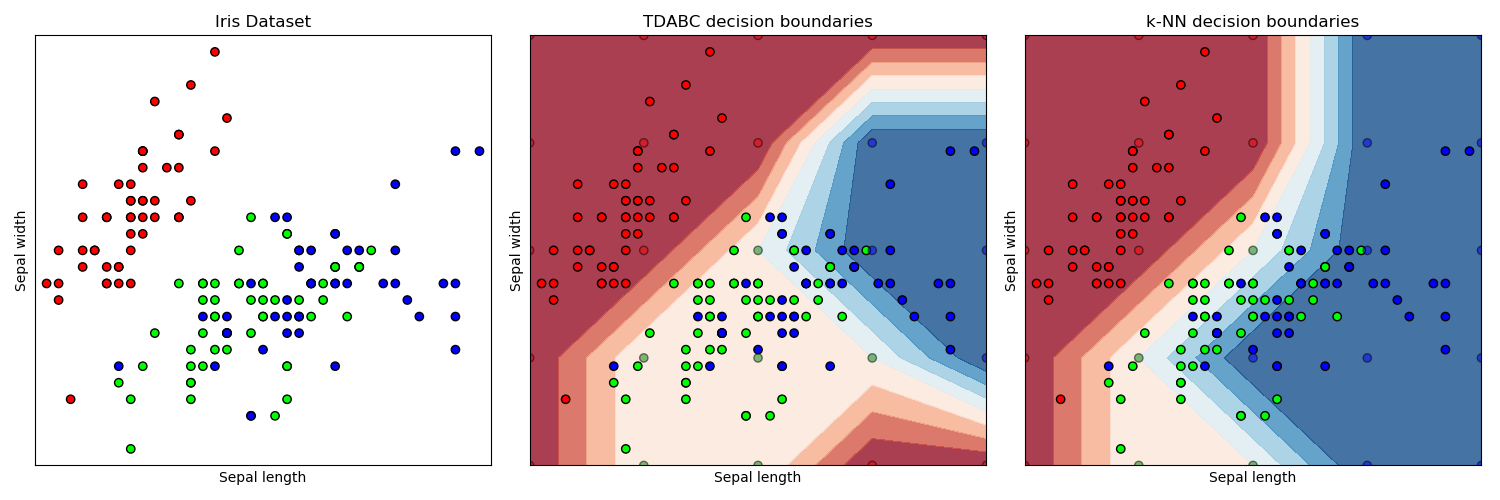 Iris Dataset
TDABC decision boundaries
k-NN decision boundaries
Sepal width
Sepal width
Sepal width
Sepal length
Sepal length
Sepal length